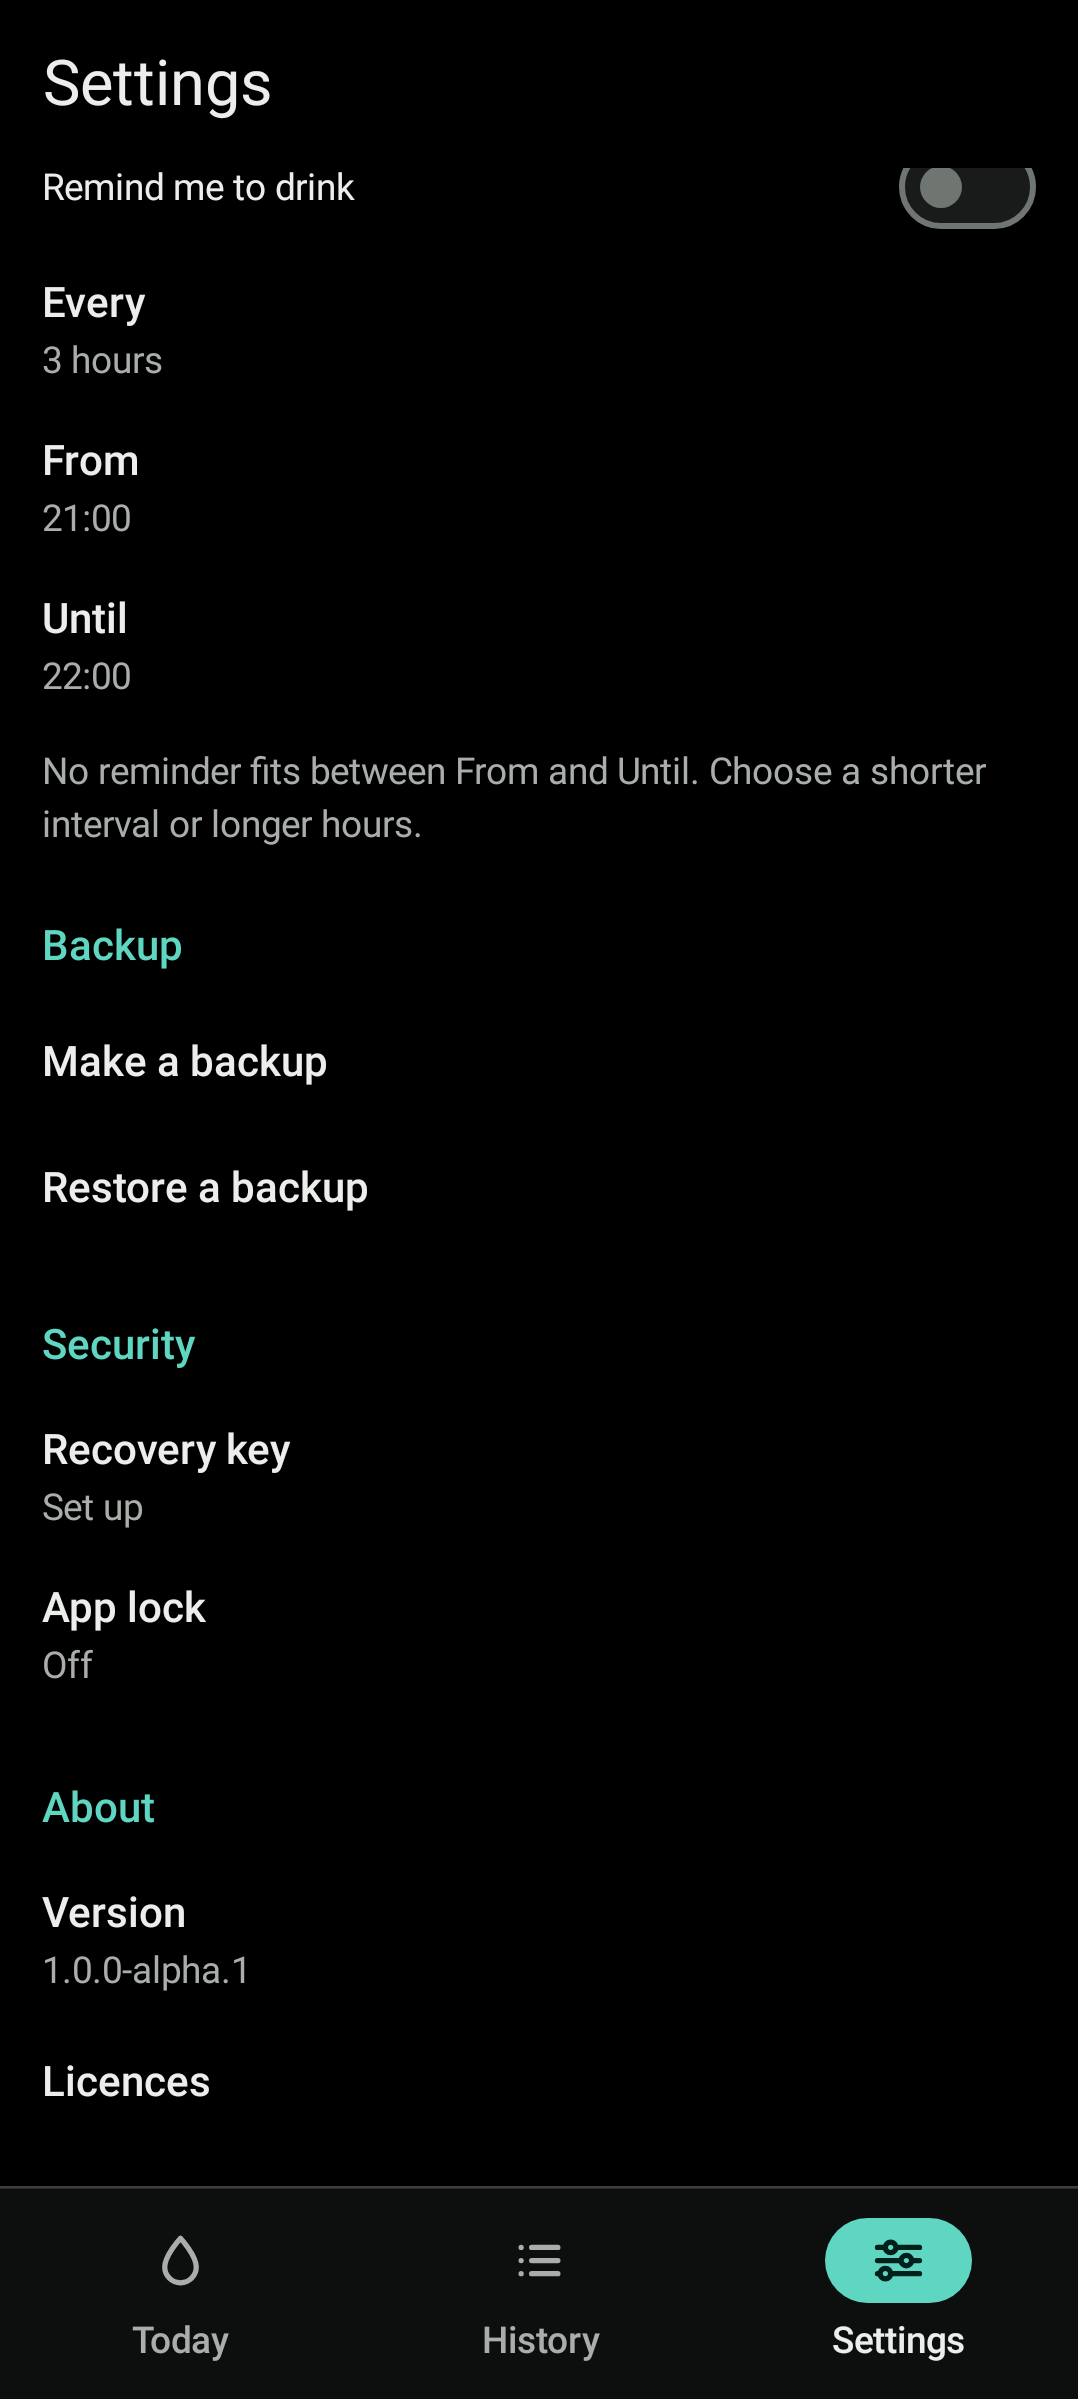 Settings
Remind me to drink
Every
3 hours
From
21:00
Until
22:00
No reminder fits between From and Until. Choose a shorter
interval or longer hours.
Backup
Make a backup
Restore a backup
Security
Recovery key
Set up
App lock
Off
About
Version
1.0.0-alpha.1
Licences
Today
History
Settings